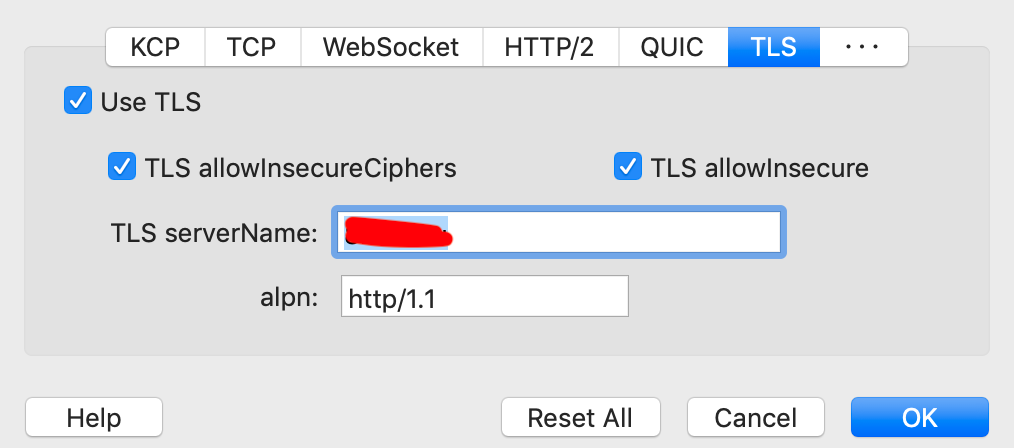 KCP TCP WebSocket HTTP/2 QUIC TLS ...
Use TLS
TLS allowInsecureCiphers TLS allowInsecure
TLS serverName:
alpn: http/1.1
Help Reset All Cancel OK